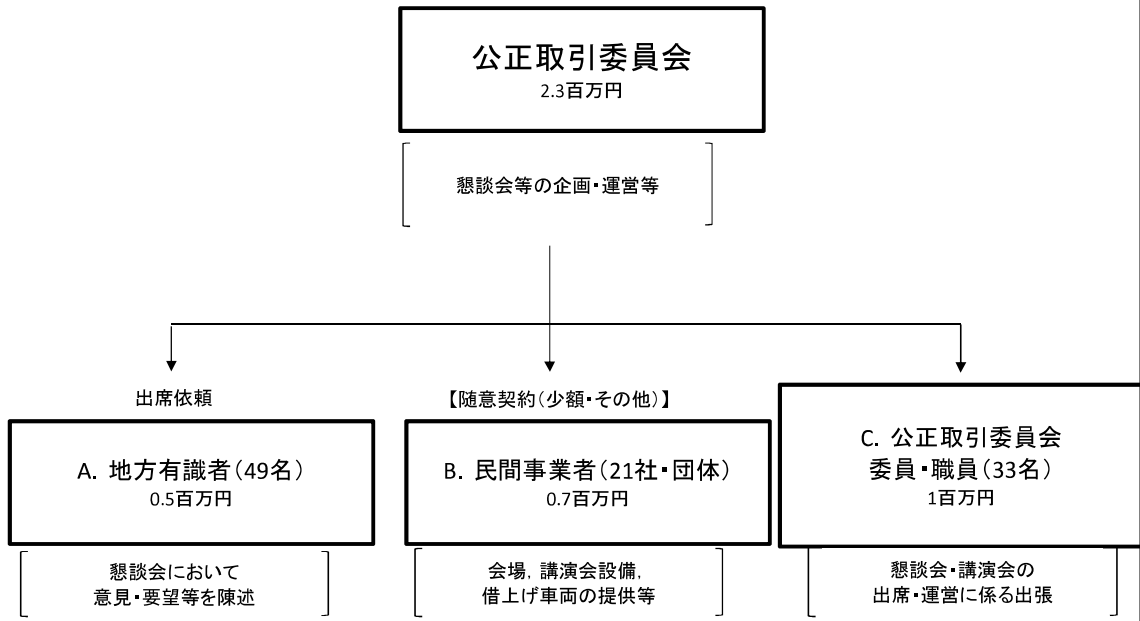 公正取引委員会
2.3百万円
懇談会等の企画・運営等
出席依頼
【随意契約(少額・その他)】
A. 地方有識者(49名)
0.5百万円
B. 民間事業者(21社・団体)
0.7百万円
C. 公正取引委員会
委員・職員(33名)
1百万円
懇談会において
意見・要望等を陳述
会場，講演会設備，
借上げ車両の提供等
懇談会・講演会の
出席・運営に係る出張